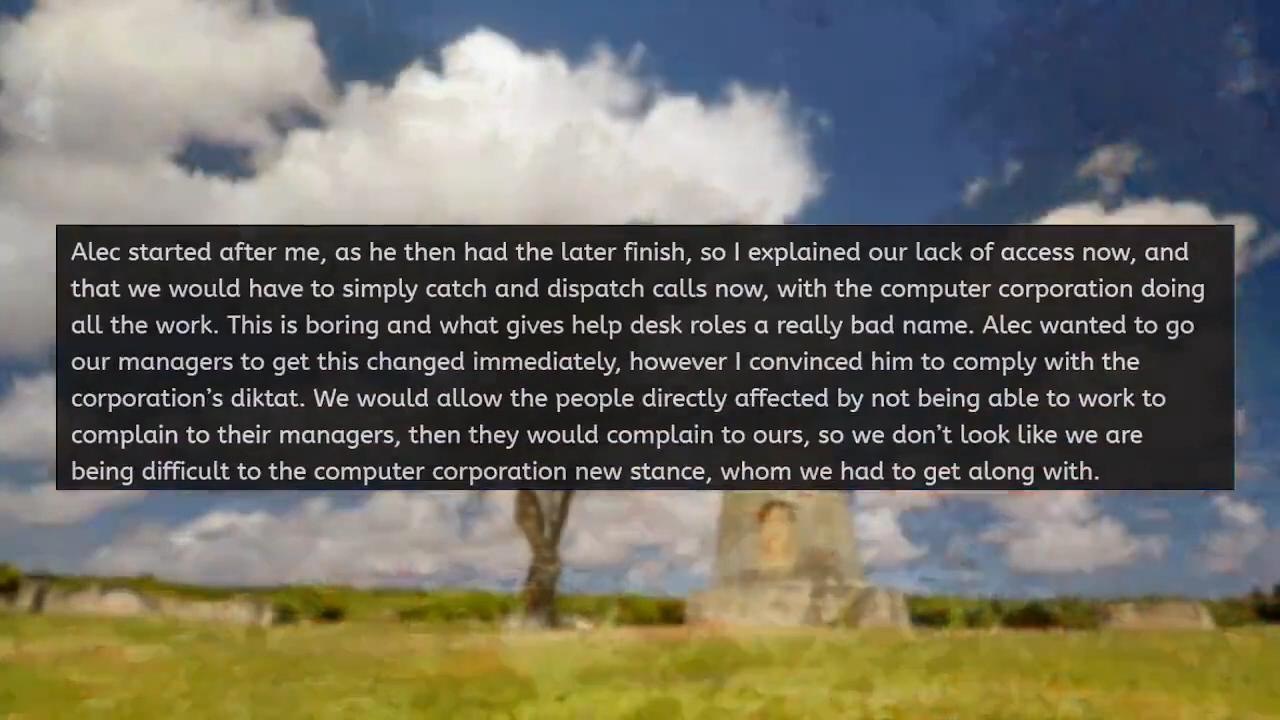 Alec started after me, as he then had the later finish, so I explained our lack of access now, and
that we would have to simply catch and dispatch calls now, with the computer corporation doing
all the work. This is boring and what gives help desk roles a really bad name. Alec wanted to go
our managers to get this changed immediately, however I convinced him to comply with the
corporation’s diktat. We would allow the people directly affected by not being able to work to
complain to their managers, then they would complain to ours, so we don’t look like we are
being difficult to the computer corporation new stance, whom we had to get along with.